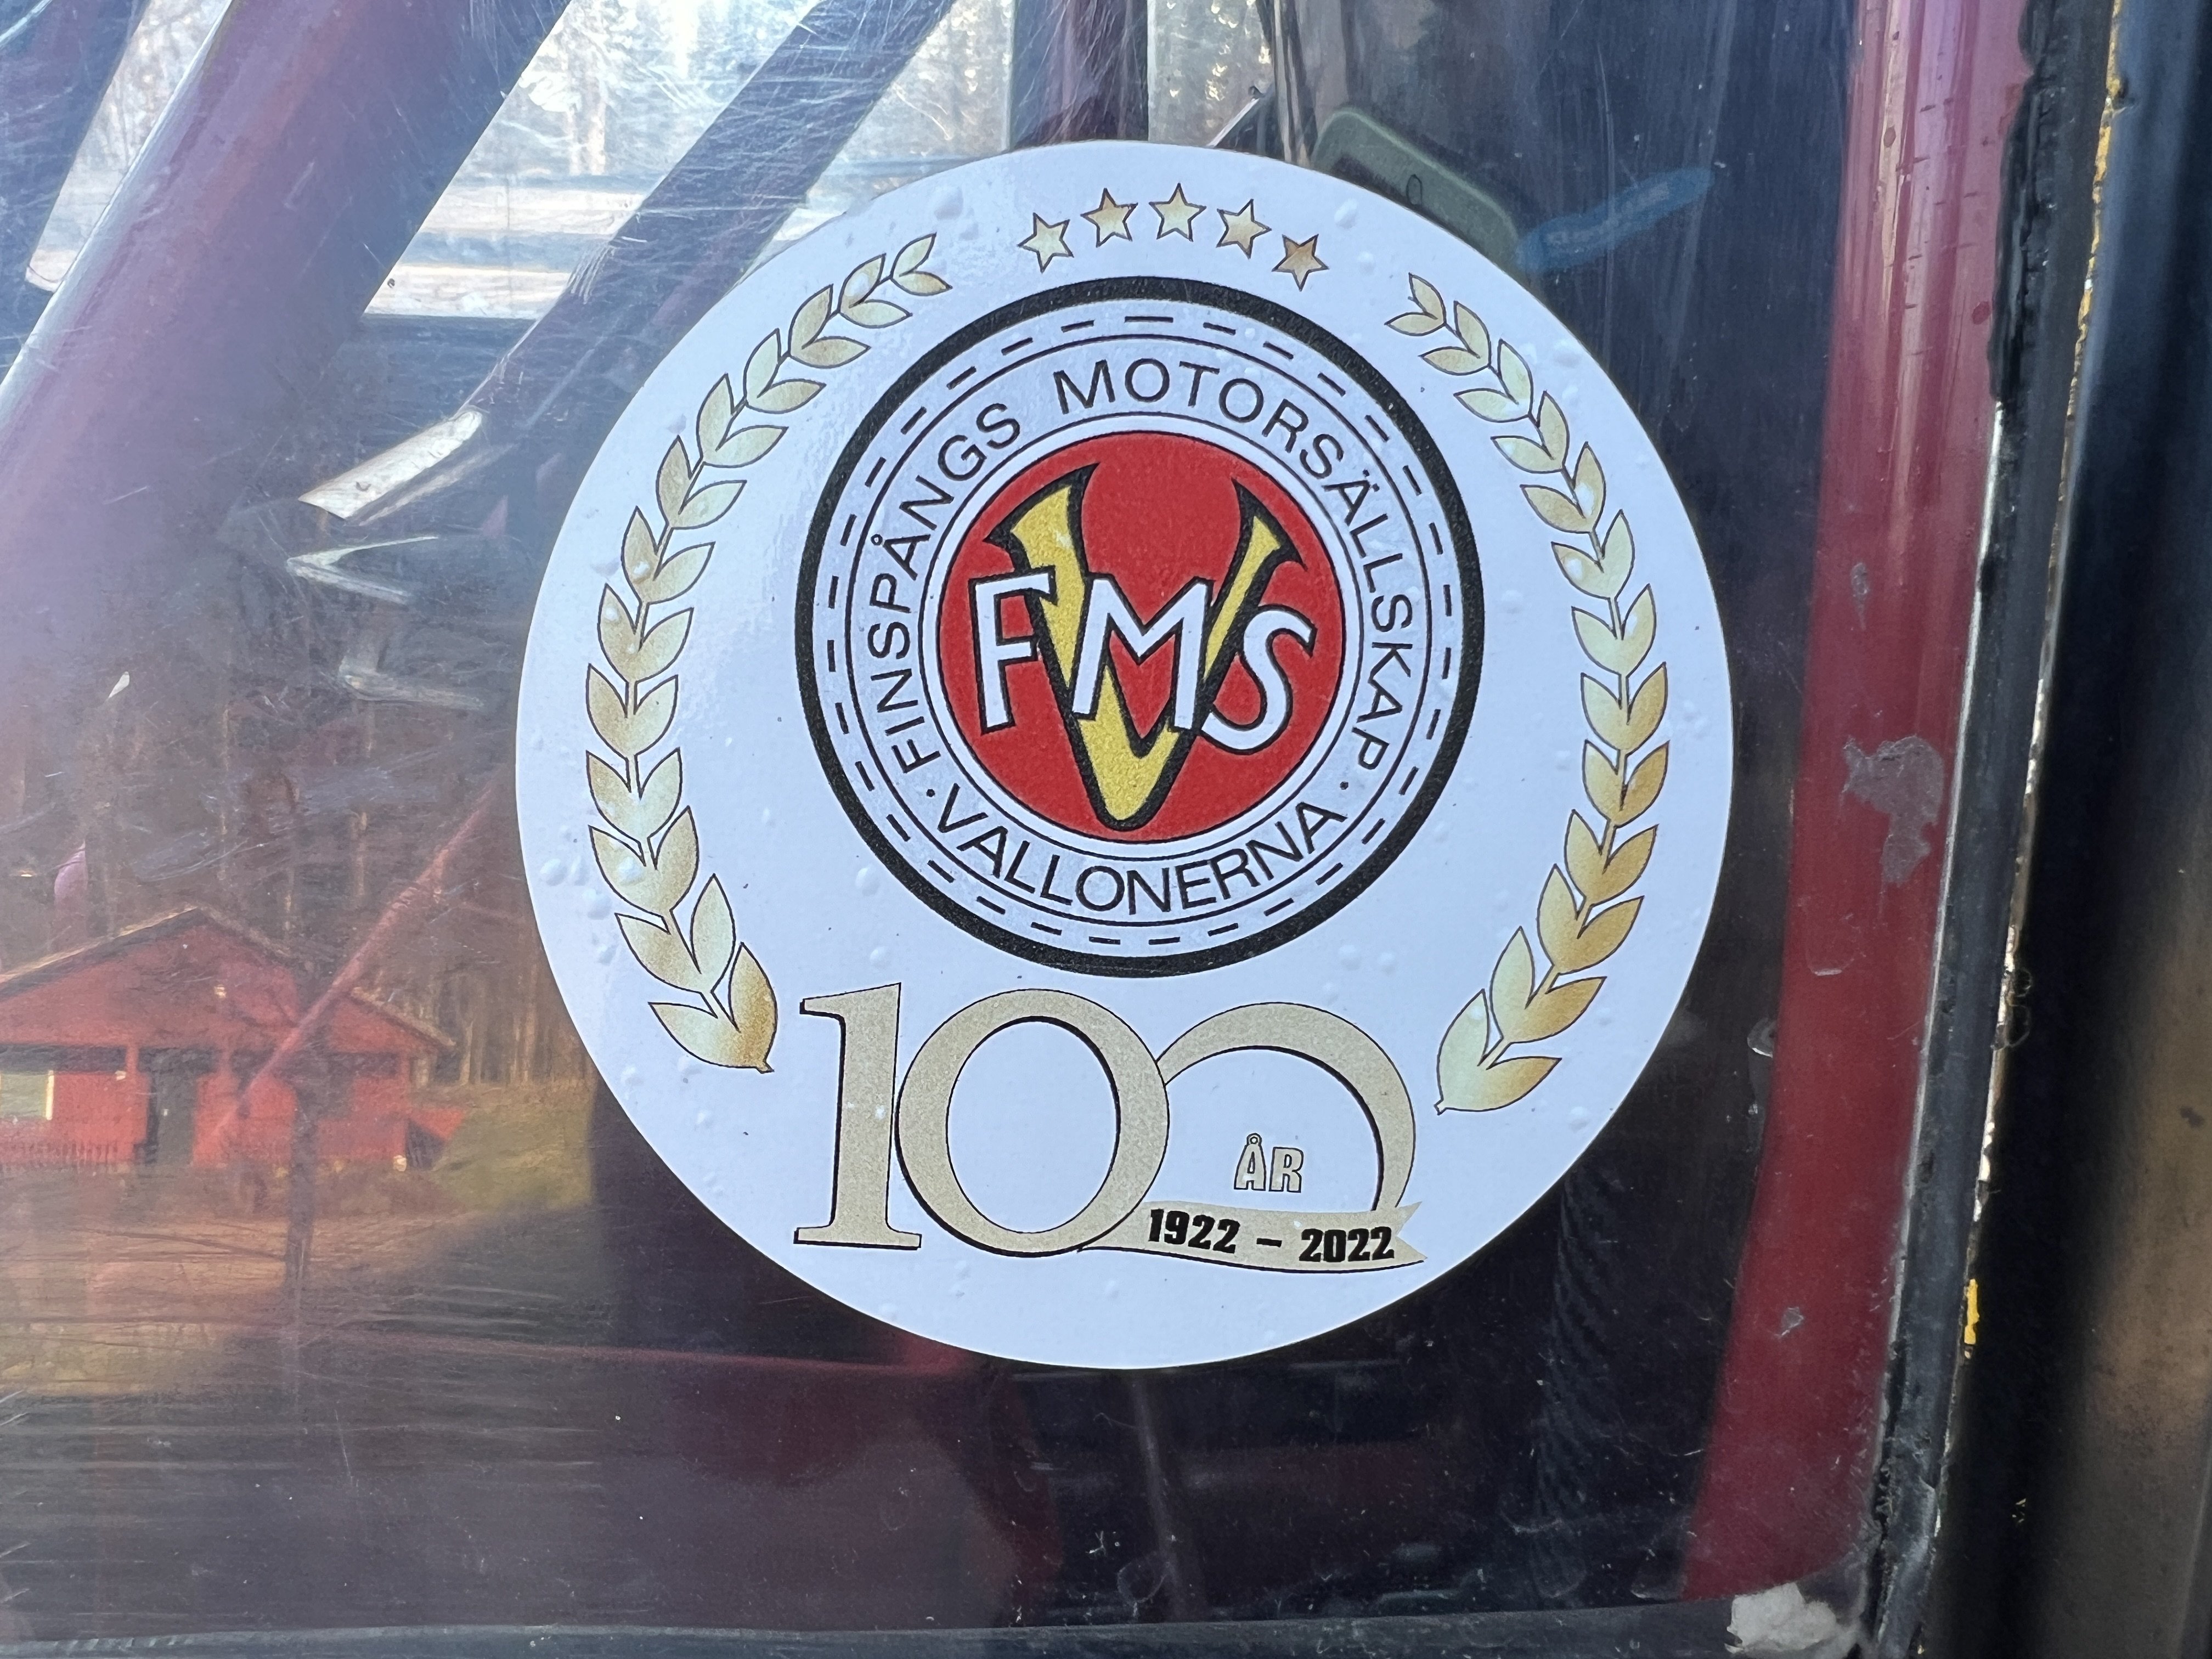 FINSPÅNGS MOTORSÄLLSKAP
· VALLONERNA ·
FMS
V
100
ÅR
1922 – 2022